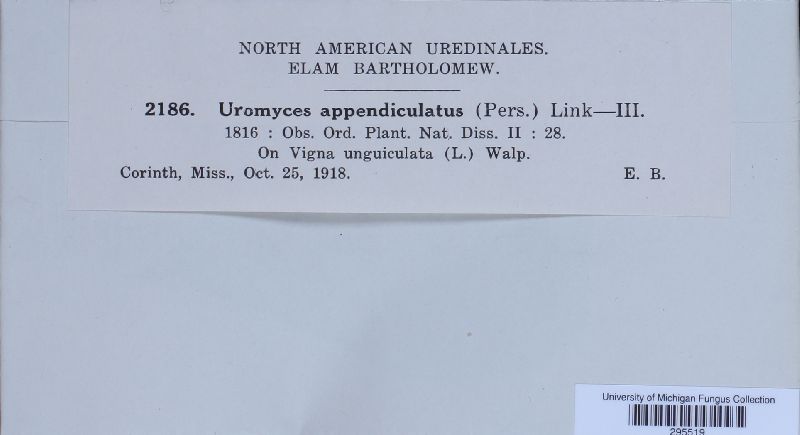 NORTH AMERICAN UREDINALES.
ELAM BARTHOLOMEW.
2186. Uromyces appendiculatus (Pers.) Link—III.
1816 : Obs. Ord. Plant. Nat. Diss. II : 28.
On Vigna unguiculata (L.) Walp.
Corinth, Miss., Oct. 25, 1918. E. B.
University of Michigan Fungus Collection
295519